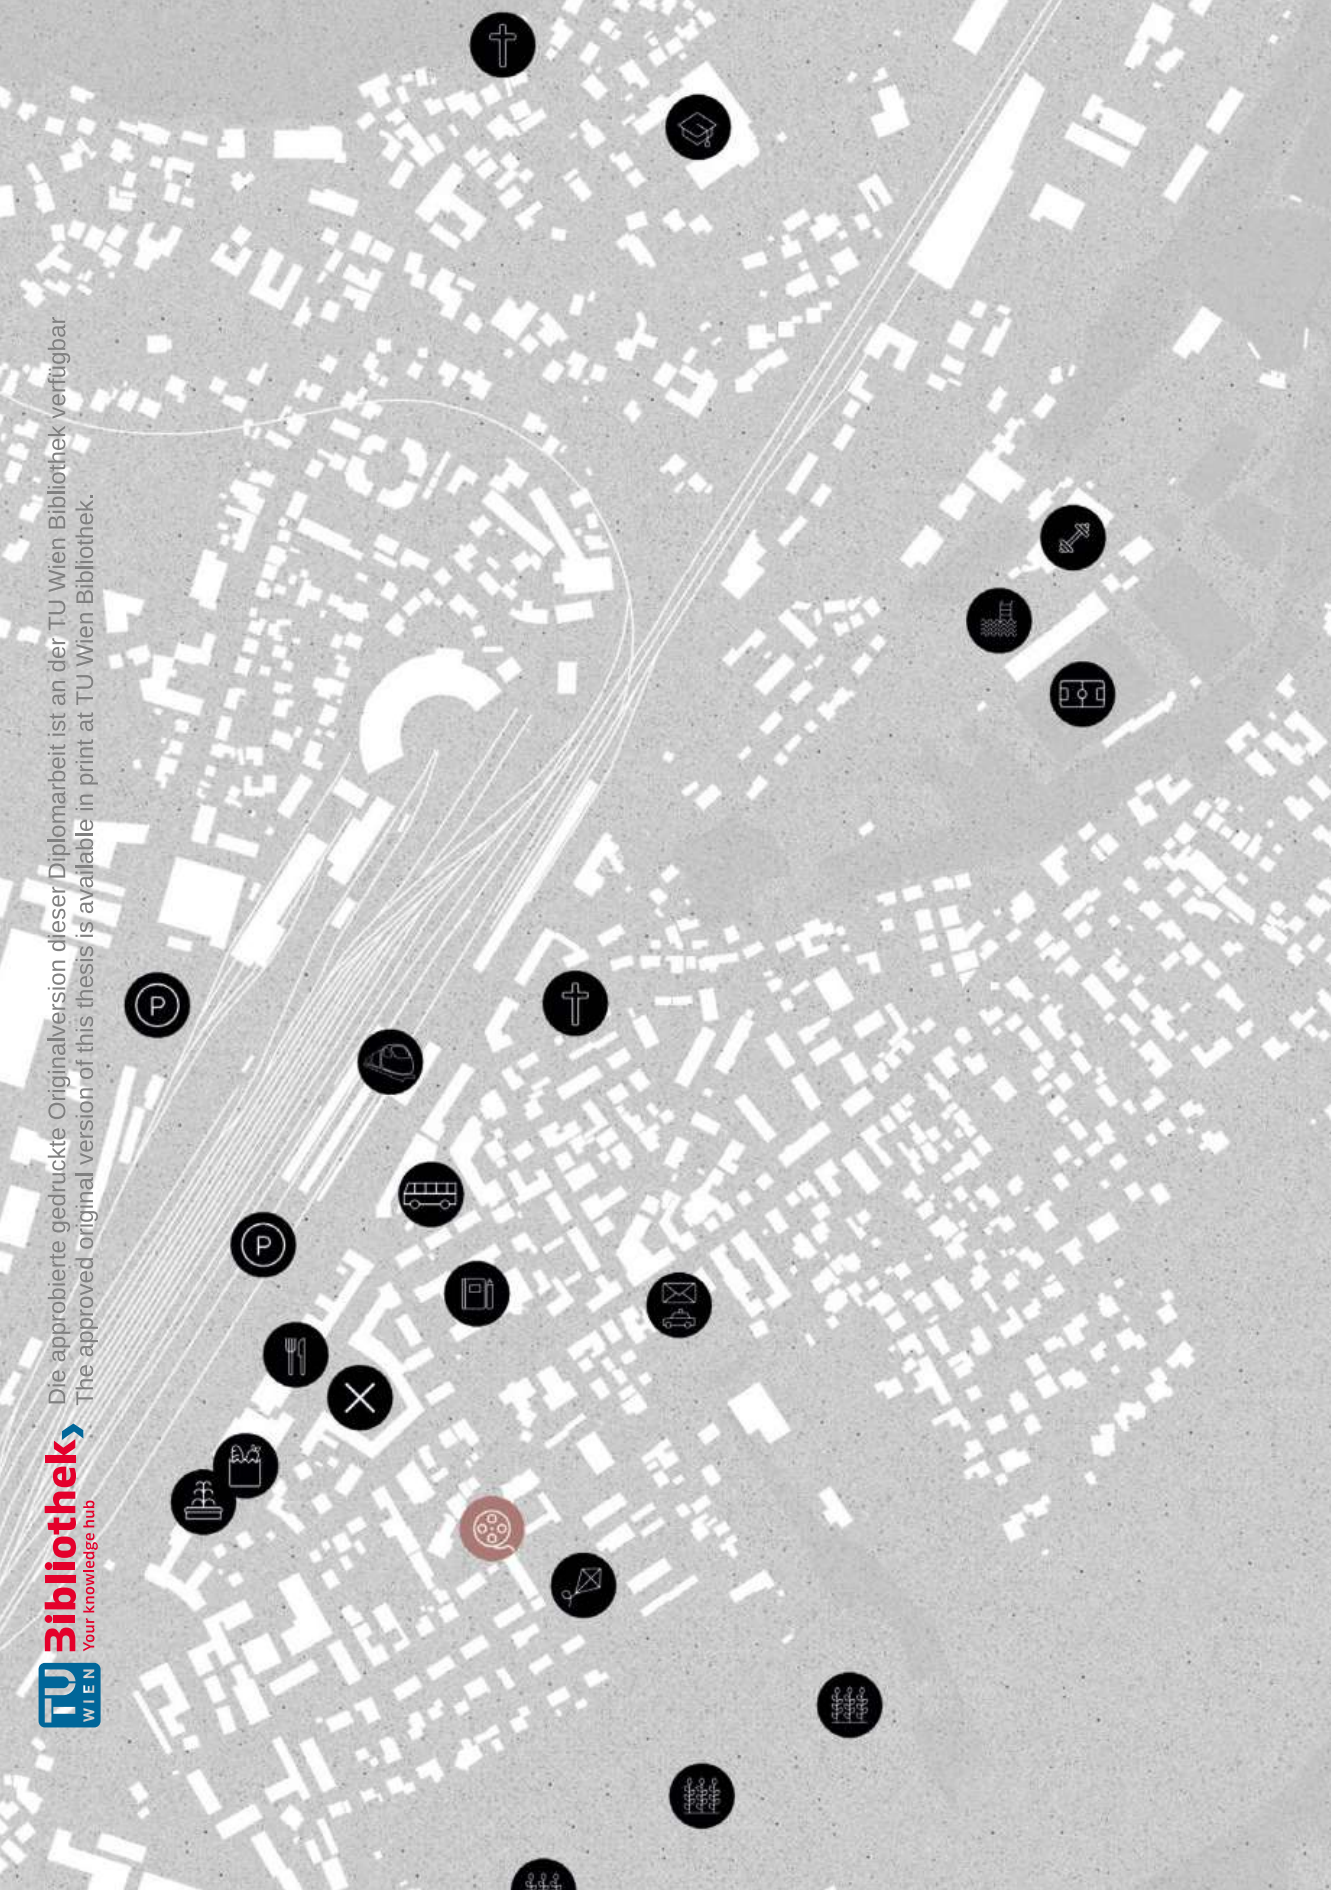 Die approbierte gedruckte Originalversion dieser Diplomarbeit ist an der TU Wien Bibliothek verfügbar
The approved original version of this thesis is available in print at TU Wien Bibliothek.
TU
WIEN
Bibliothek
Your knowledge hub
P
P